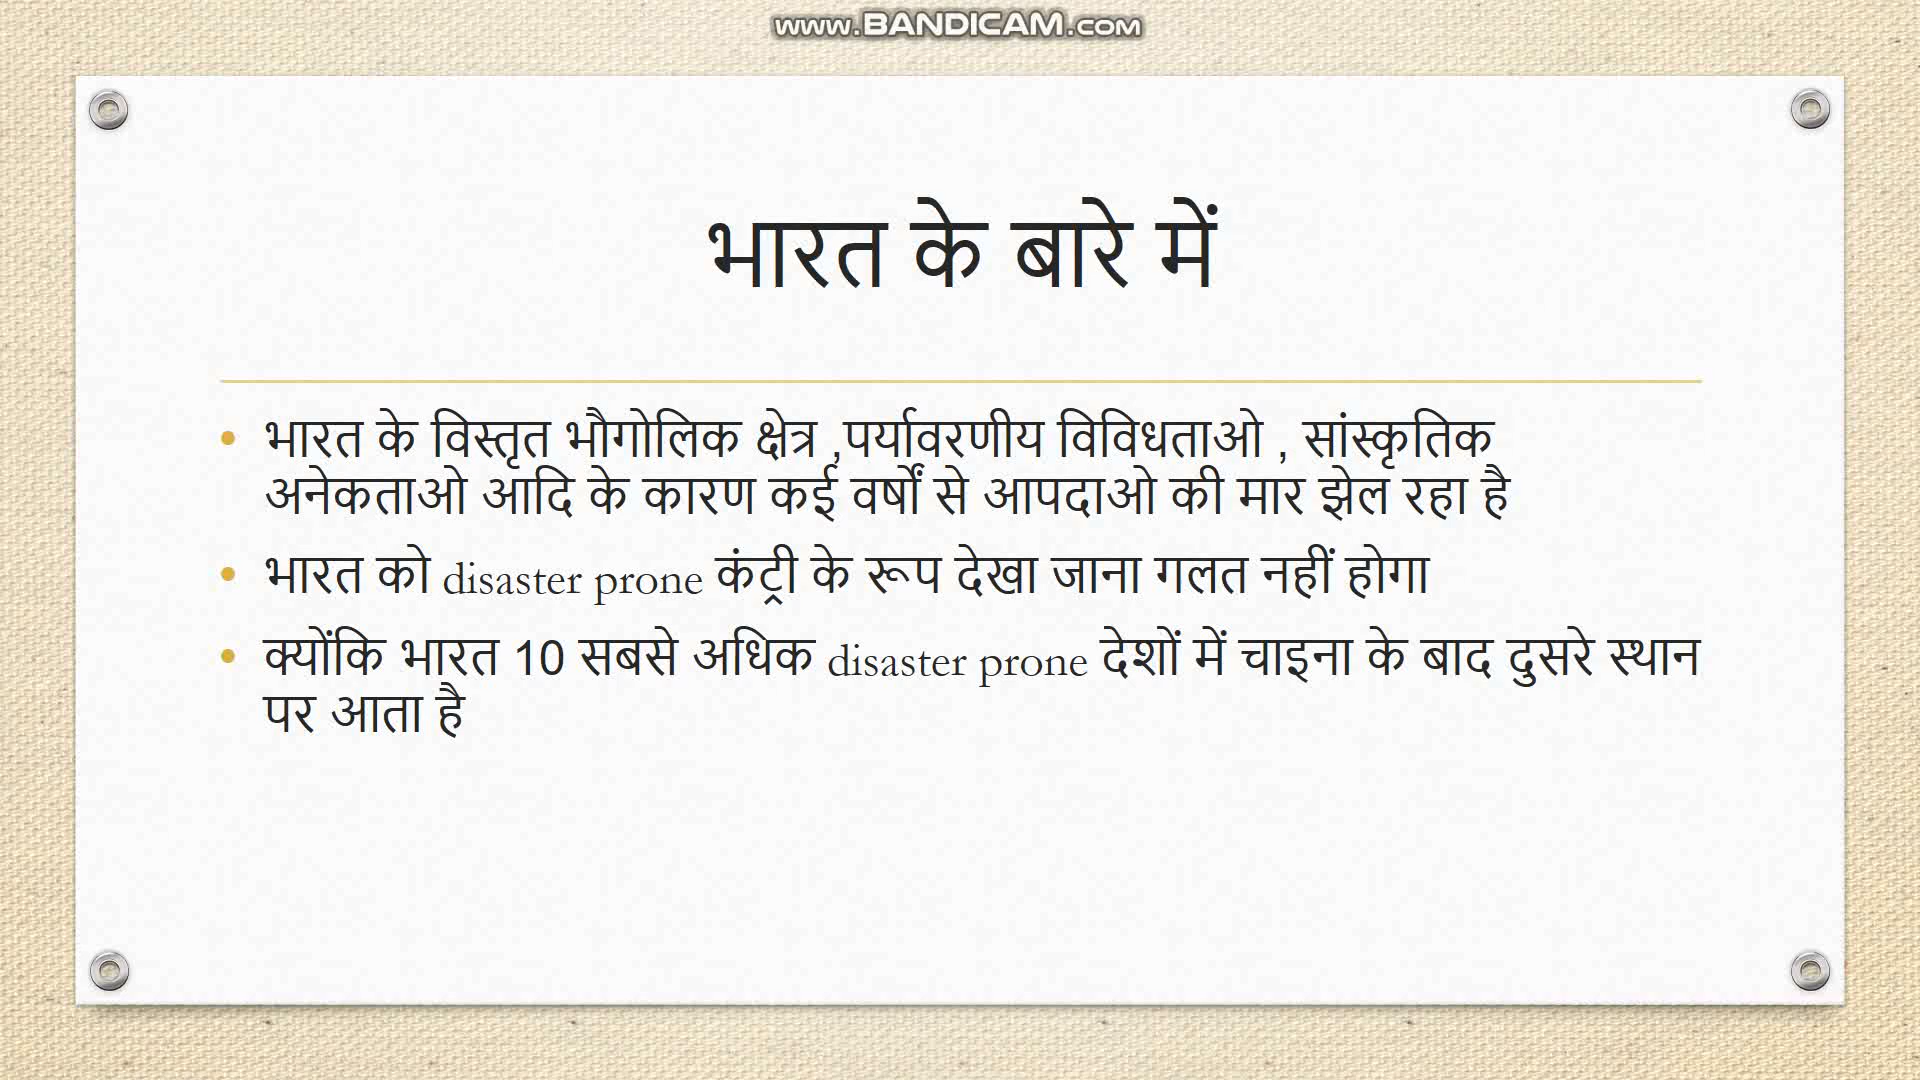 www.BANDICAM.com
भारत के बारे में
• भारत के विस्तृत भौगोलिक क्षेत्र ,पर्यावरणीय विविधताओ , सांस्कृतिक
अनेकताओ आदि के कारण कई वर्षों से आपदाओ की मार झेल रहा है
• भारत को disaster prone कंट्री के रूप देखा जाना गलत नहीं होगा
• क्योंकि भारत 10 सबसे अधिक disaster prone देशों में चाइना के बाद दुसरे स्थान
पर आता है